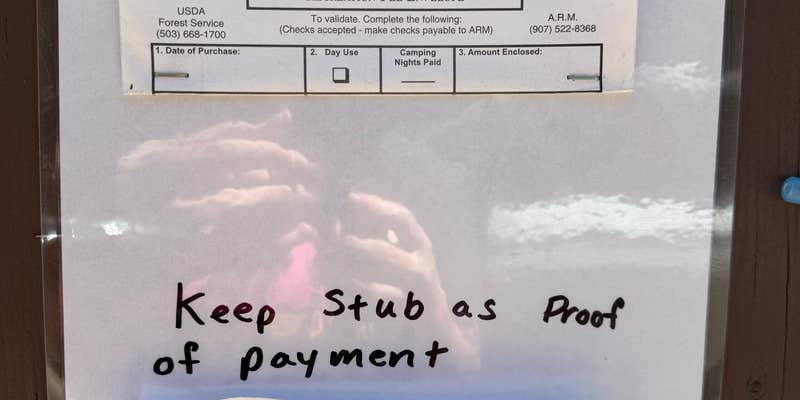 USDA
Forest Service
(503) 668-1700
To validate. Complete the following:
(Checks accepted - make checks payable to ARM)
A.R.M.
(907) 522-8368
1. Date of Purchase:
2. Day Use
Camping
Nights Paid
3. Amount Enclosed:
Keep Stub as Proof
of payment